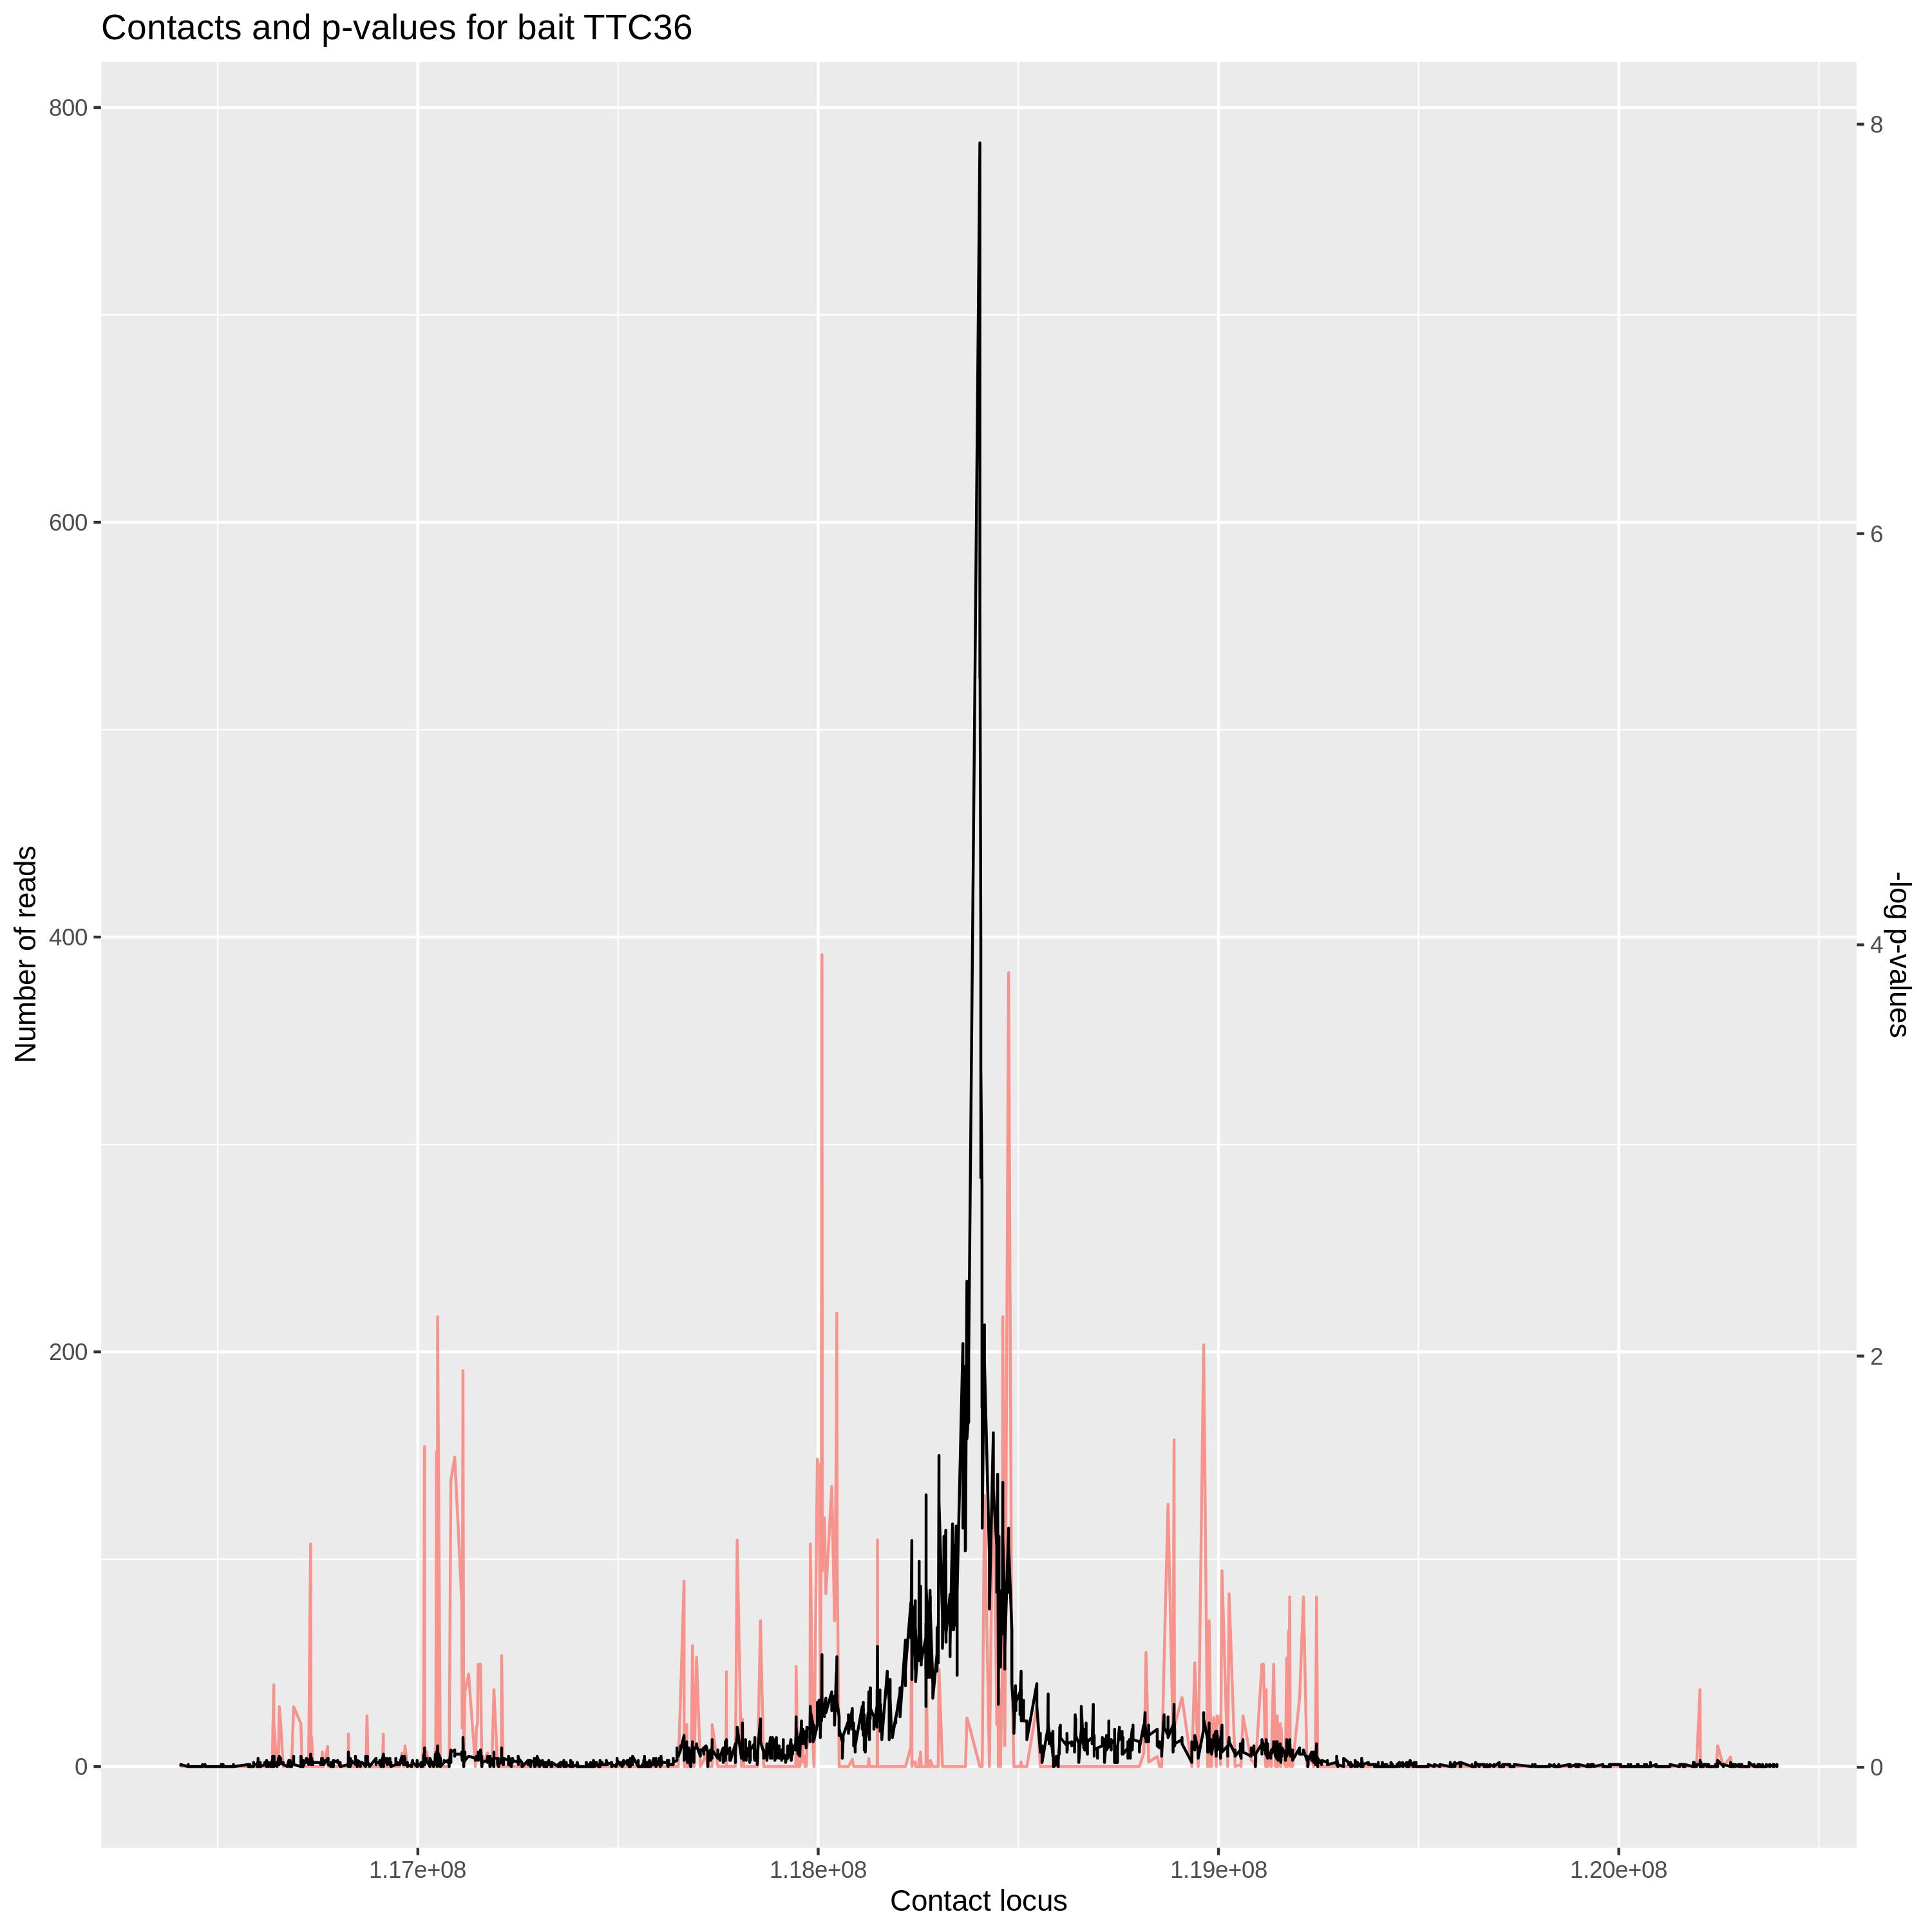 Contacts and p-values for bait TTC36
800
600
400
200
0
Number of reads
8
6
4
2
0
-log p-values
1.17e+08 1.18e+08 1.19e+08 1.20e+08
Contact locus